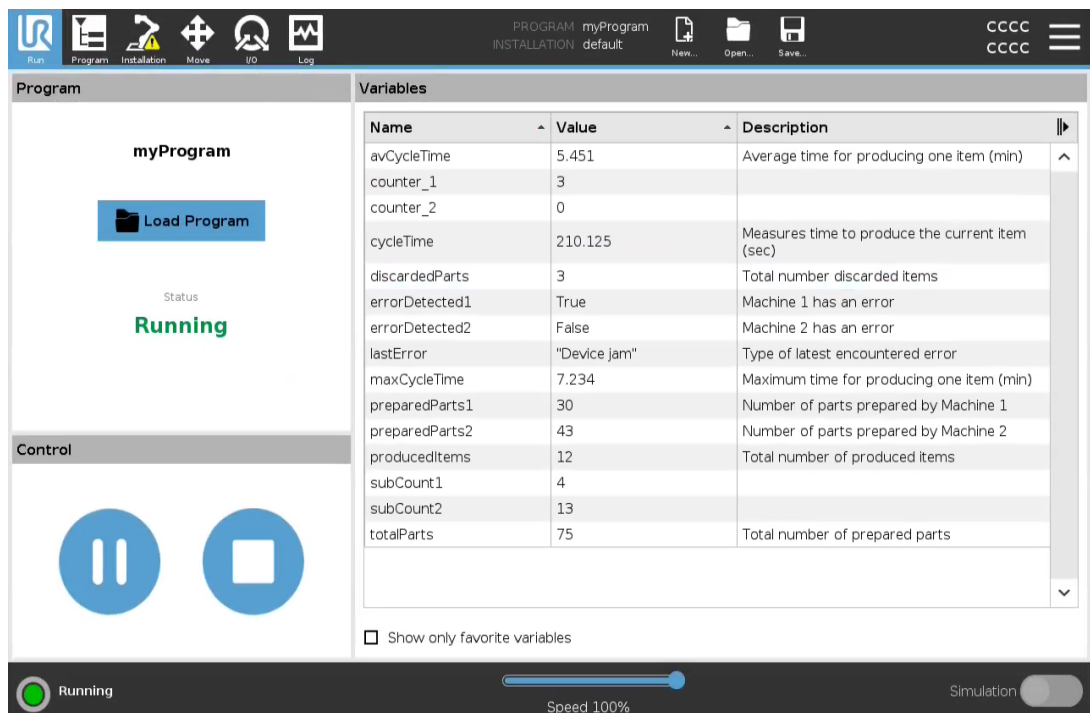 UR
Run Program Installation Move I/O Log
PROGRAM myProgram
INSTALLATION default
New... Open... Save...
CCCC
CCCC
Program
myProgram
Load Program
Status
Running
Control
Variables
Name Value Description
avCycleTime 5.451 Average time for producing one item (min)
counter_1 3
counter_2 0
cycleTime 210.125 Measures time to produce the current item
(sec)
discardedParts 3 Total number discarded items
errorDetected1 True Machine 1 has an error
errorDetected2 False Machine 2 has an error
lastError "Device jam" Type of latest encountered error
maxCycleTime 7.234 Maximum time for producing one item (min)
preparedParts1 30 Number of parts prepared by Machine 1
preparedParts2 43 Number of parts prepared by Machine 2
producedItems 12 Total number of produced items
subCount1 4
subCount2 13
totalParts 75 Total number of prepared parts
Show only favorite variables
Running
Speed 100%
Simulation